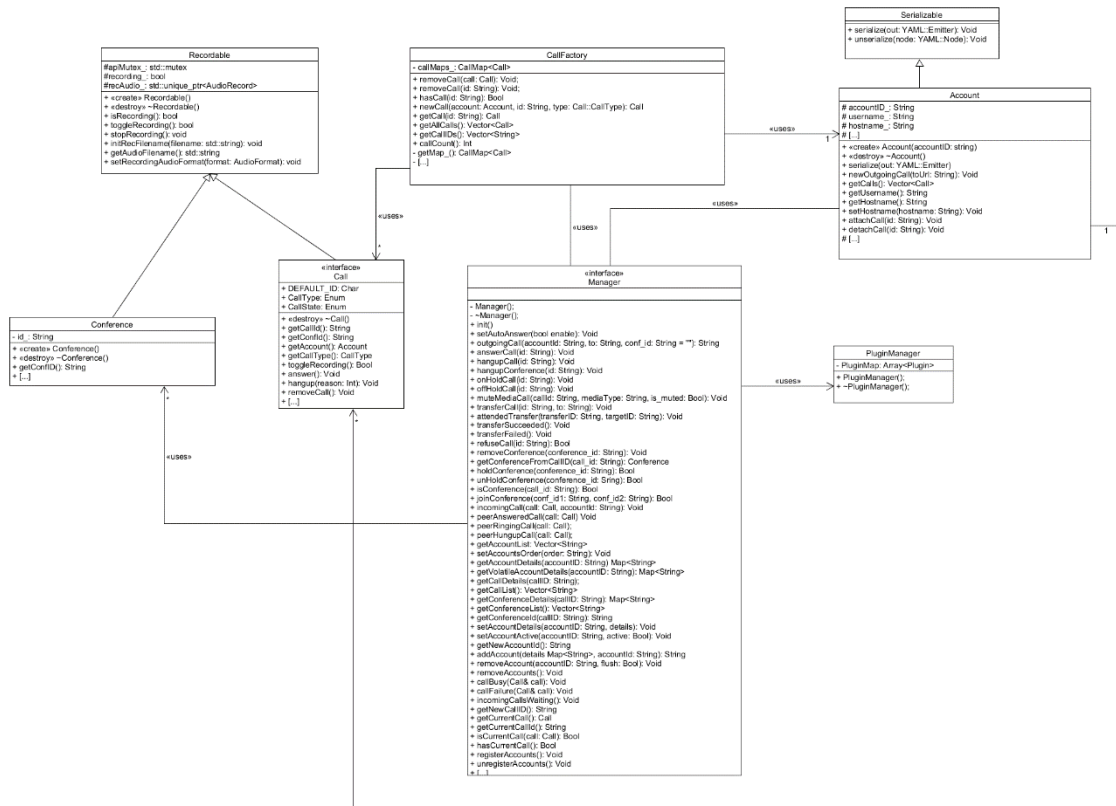 Serializable
+ serialize(out: YAML::Emitter): Void
+ unserialize(node: YAML::Node): Void
Recordable
#apiMutex_: std::mutex
#recording_: bool
#recAudio_: std::unique_ptr<AudioRecord>
+ «create» Recordable()
+ «destroy» ~Recordable()
+ isRecording(): bool
+ toggleRecording(): bool
+ stopRecording(): void
+ initRecFilename(filename: std::string): void
+ getAudioFilename(): std::string
+ setRecordingAudioFormat(format: AudioFormat): void
CallFactory
- callMaps_: CallMap<Call>
+ removeCall(call: Call): Void;
+ removeCall(id: String): Void;
+ hasCall(id: String): Bool
+ newCall(account: Account, id: String, type: Call::CallType): Call
+ getCall(id: String): Call
+ getAllCalls(): Vector<Call>
+ getCallIDs(): Vector<String>
+ callCount(): Int
- getMap_(): CallMap<Call>
- [...]
Account
# accountID_: String
# username_: String
# hostname_: String
# [...]
+ «create» Account(accountID: string)
+ «destroy» ~Account()
+ serialize(out: YAML::Emitter)
+ newOutgoingCall(toUri: String): Void
+ getCalls(): Vector<Call>
+ getUsername(): String
+ getHostname(): String
+ setHostname(hostname: String): Void
+ attachCall(id: String): Void
+ detachCall(id: String): Void
# [...]
«uses»
1
«uses»
«uses»
«uses»
*
1
«interface»
Call
+ DEFAULT_ID: Char
+ CallType: Enum
+ CallState: Enum
+ «destroy» ~Call()
+ getCallId(): String
+ getConfId(): String
+ getAccount(): Account
+ getCallType(): CallType
+ toggleRecording(): Bool
+ answer(): Void
+ hangup(reason: Int): Void
+ removeCall(): Void
+ [...]
*
Conference
- id_: String
+ «create» Conference()
+ «destroy» ~Conference()
+ getConfID(): String
+ [...]
*
«uses»
«interface»
Manager
- Manager();
- ~Manager();
+ init()
+ setAutoAnswer(bool enable): Void
+ outgoingCall(accountId: String, to: String, conf_id: String = ""): String
+ answerCall(id: String): Void
+ hangupCall(id: String): Void
+ hangupConference(id: String): Void
+ onHoldCall(id: String): Void
+ offHoldCall(id: String): Void
+ muteMediaCall(callId: String, mediaType: String, is_muted: Bool): Void
+ transferCall(id: String, to: String): Void
+ attendedTransfer(transferID: String, targetID: String): Void
+ transferSucceeded(): Void
+ transferFailed(): Void
+ refuseCall(id: String): Bool
+ removeConference(conference_id: String): Void
+ getConferenceFromCallID(call_id: String): Conference
+ holdConference(conference_id: String): Bool
+ unHoldConference(conference_id: Sring): Bool
+ isConference(call_id: String): Bool
+ joinConference(conf_id1: String, conf_id2: String): Bool
+ incomingCall(call: Call, accountId: String): Void
+ peerAnsweredCall(call: Call) Void
+ peerRingingCall(call: Call);
+ peerHungupCall(call: Call);
+ getAccountList: Vector<String>
+ setAccountsOrder(order: String): Void
+ getAccountDetails(accountID: String) Map<String>
+ getVolatileAccountDetails(accountID: String): Map<String>
+ getCallDetails(callID: String);
+ getCallList(): Vector<String>
+ getConferenceDetails(callID: String): Map<String>
+ getConferenceList(): Vector<String>
+ getConferenceId(callID: String): String
+ setAccountDetails(accountID: String, details): Void
+ setAccountActive(accountID: String, active: Bool): Void
+ getNewAccountId(): String
+ addAccount(details Map<String>, accountId: String): String
+ removeAccount(accountID: String, flush: Bool): Void
+ removeAccounts(): Void
+ callBusy(Call& call): Void
+ callFailure(Call& call): Void
+ incomingCallsWaiting(): Void
+ getNewCallID(): String
+ getCurrentCall(): Call
+ getCurrentCallId(): String
+ isCurrentCall(call: Call): Bool
+ hasCurrentCall(): Bool
+ registerAccounts(): Void
+ unregisterAccounts(): Void
+ [...]
«uses»
PluginManager
- PluginMap: Array<Plugin>
+ PluginManager();
+ ~PluginManager();